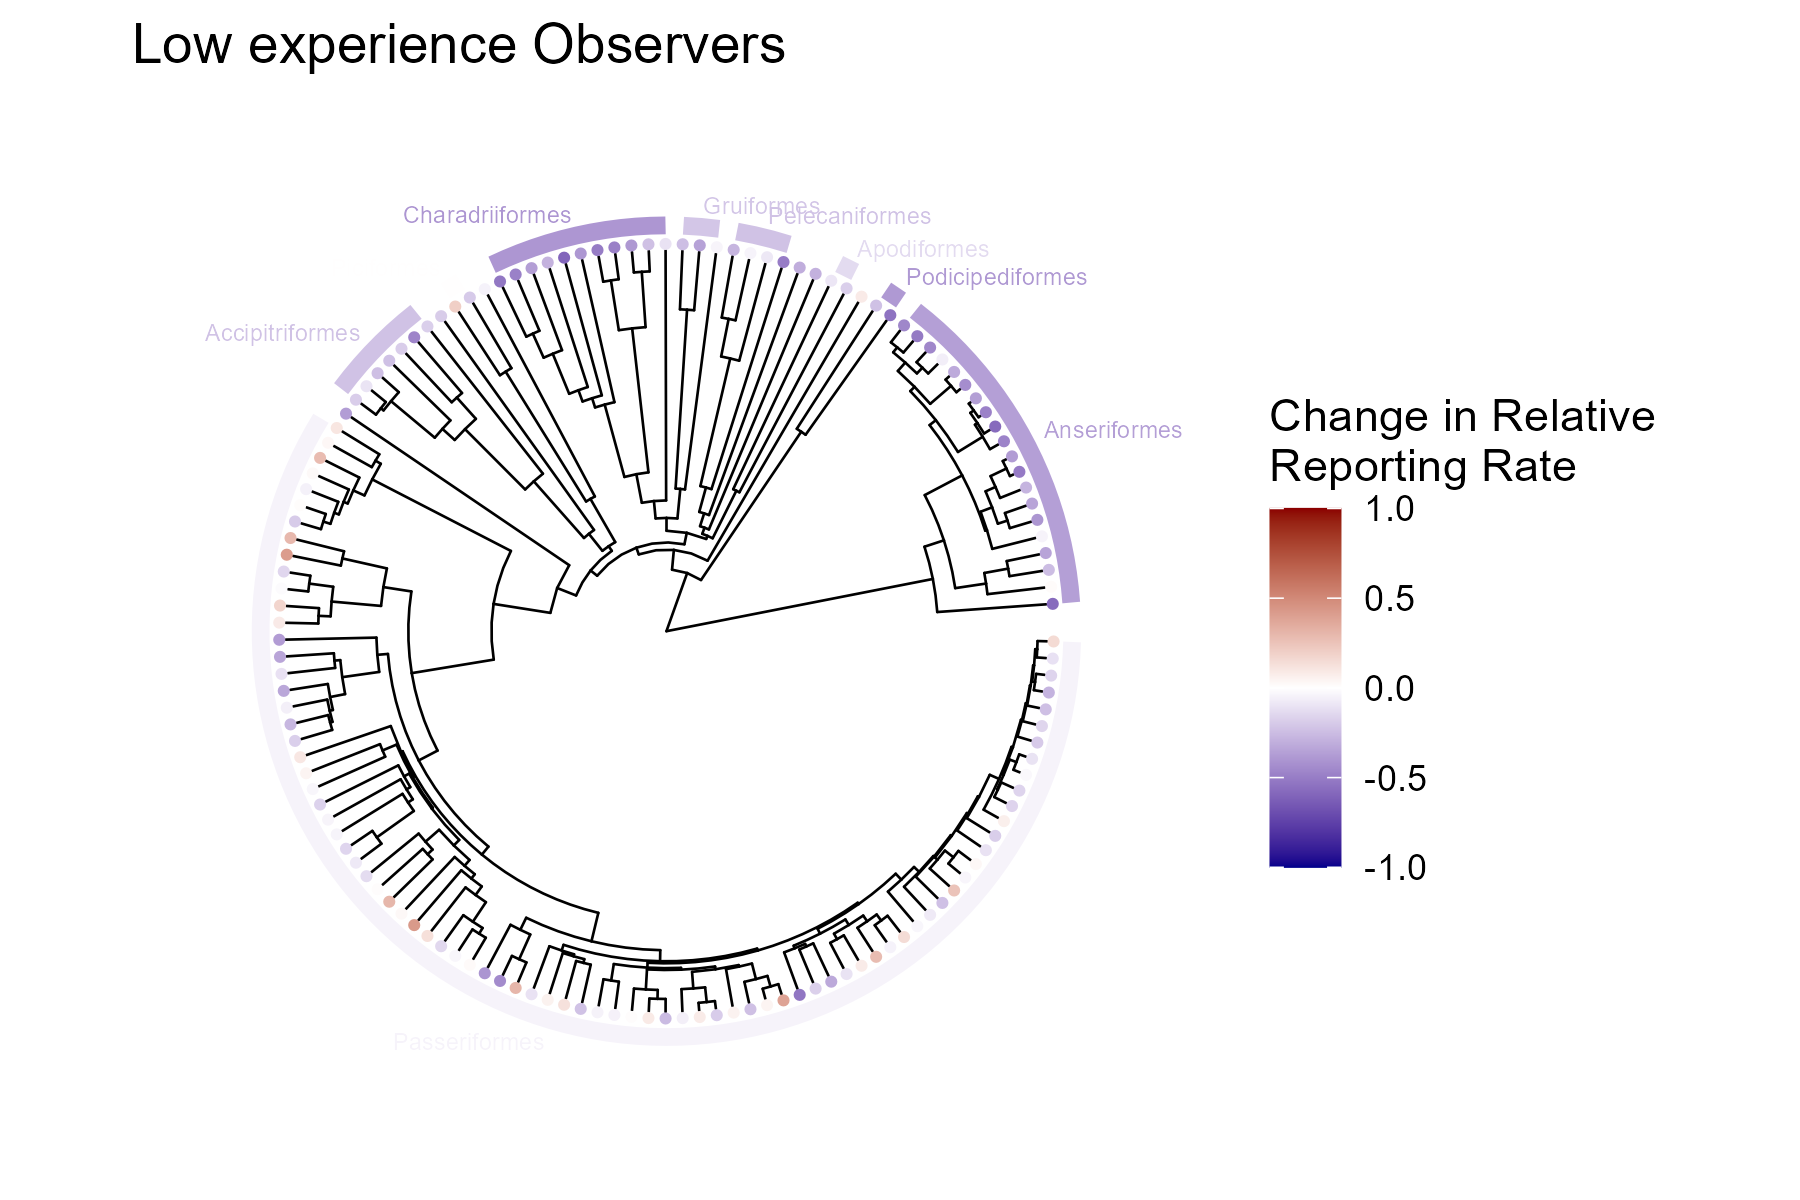 Low experience Observers
Gruiformes
Charadriiformes
Pelecaniformes
Apodiformes
Podicipediformes
Accipitriformes
Anseriformes
Passeriformes
Change in Relative
Reporting Rate
1.0
0.5
0.0
-0.5
-1.0